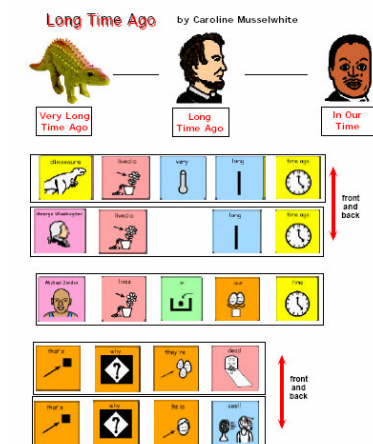 Long Time Ago by Caroline Musselwhite
Very Long
Time Ago
Long
Time Ago
In Our
Time
dinosaurs lived a very long time ago
George Washington lived a long time ago
front
and
back
Michael Jordan lives in our time
that's why they're dead
front
and
back
that's why he is cool!